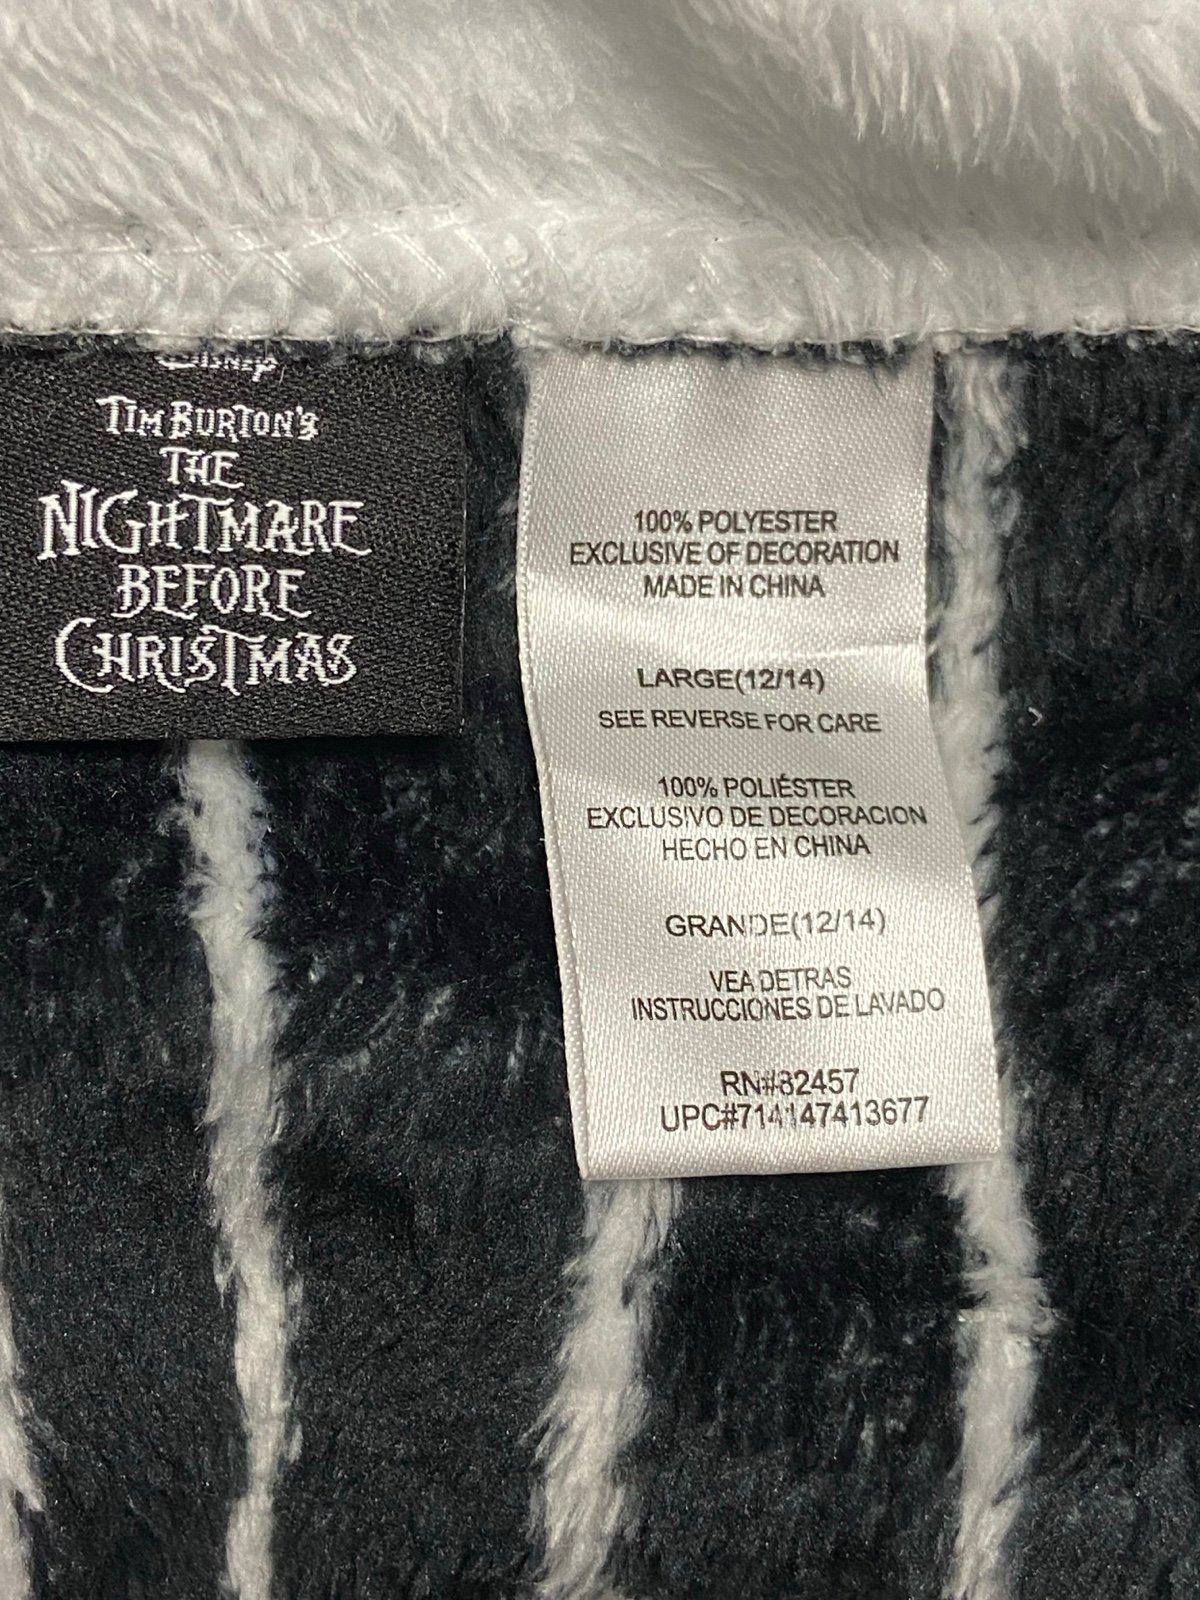 Disney
TIM BURTON'S
THE
NIGHTMARE
BEFORE
CHRISTMAS
100% POLYESTER
EXCLUSIVE OF DECORATION
MADE IN CHINA
LARGE(12/14)
SEE REVERSE FOR CARE
100% POLIÉSTER
EXCLUSIVO DE DECORACION
HECHO EN CHINA
GRANDE(12/14)
VEA DETRAS
INSTRUCCIONES DE LAVADO
RN#82457
UPC#714147413677